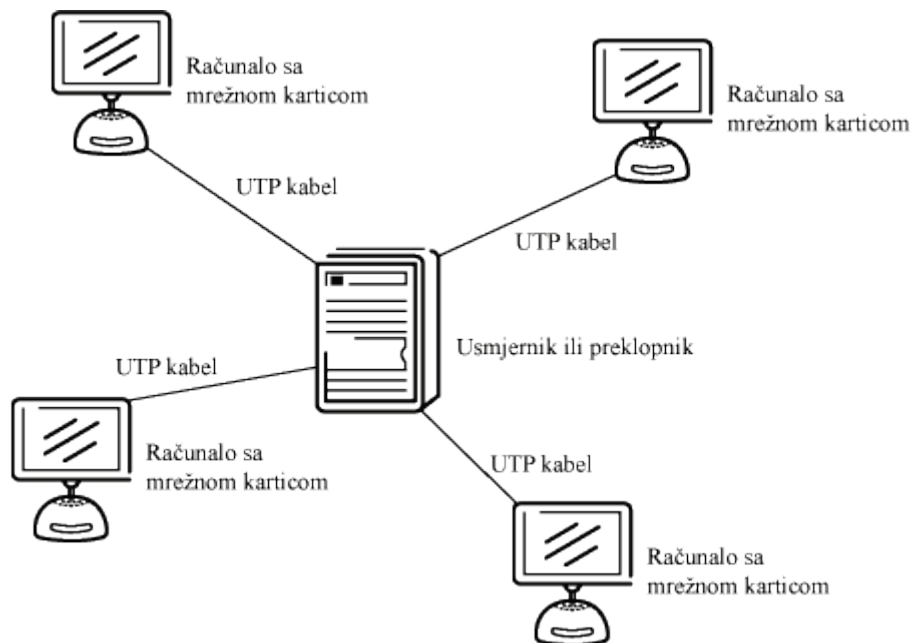 Računalo sa
mrežnom karticom
Računalo sa
mrežnom karticom
UTP kabel
UTP kabel
Usmjernik ili preklopnik
UTP kabel
Računalo sa
mrežnom karticom
UTP kabel
Računalo sa
mrežnom karticom